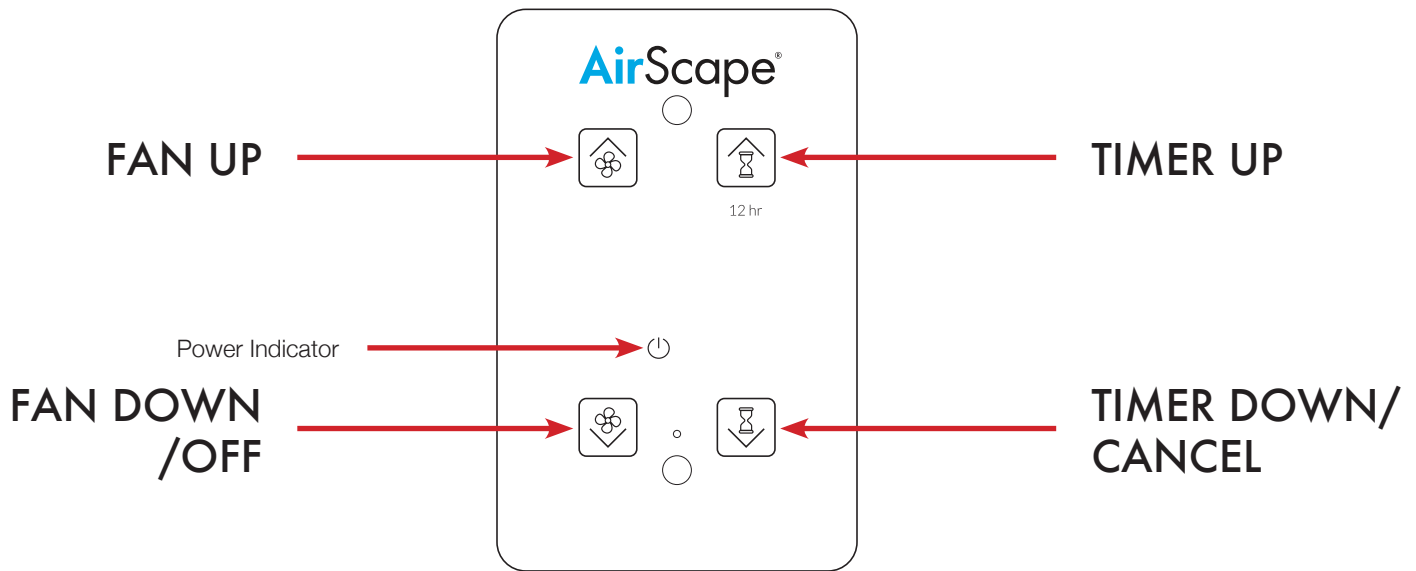 AirScape®
FAN UP
TIMER UP
12 hr
Power Indicator
FAN DOWN
/OFF
TIMER DOWN/
CANCEL